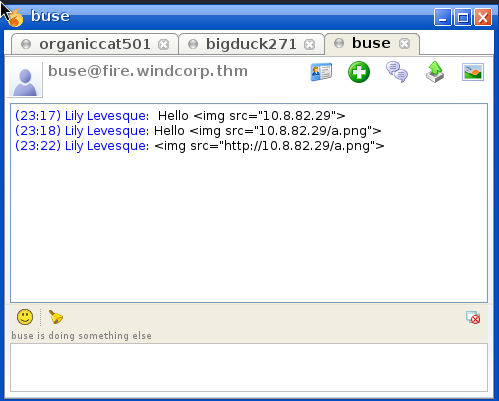 buse
organiccat501 bigduck271 buse
buse@fire.windcorp.thm
(23:17) Lily Levesque: Hello <img src="10.8.82.29">
(23:18) Lily Levesque: Hello <img src="10.8.82.29/a.png">
(23:22) Lily Levesque: <img src="http://10.8.82.29/a.png">
buse is doing something else